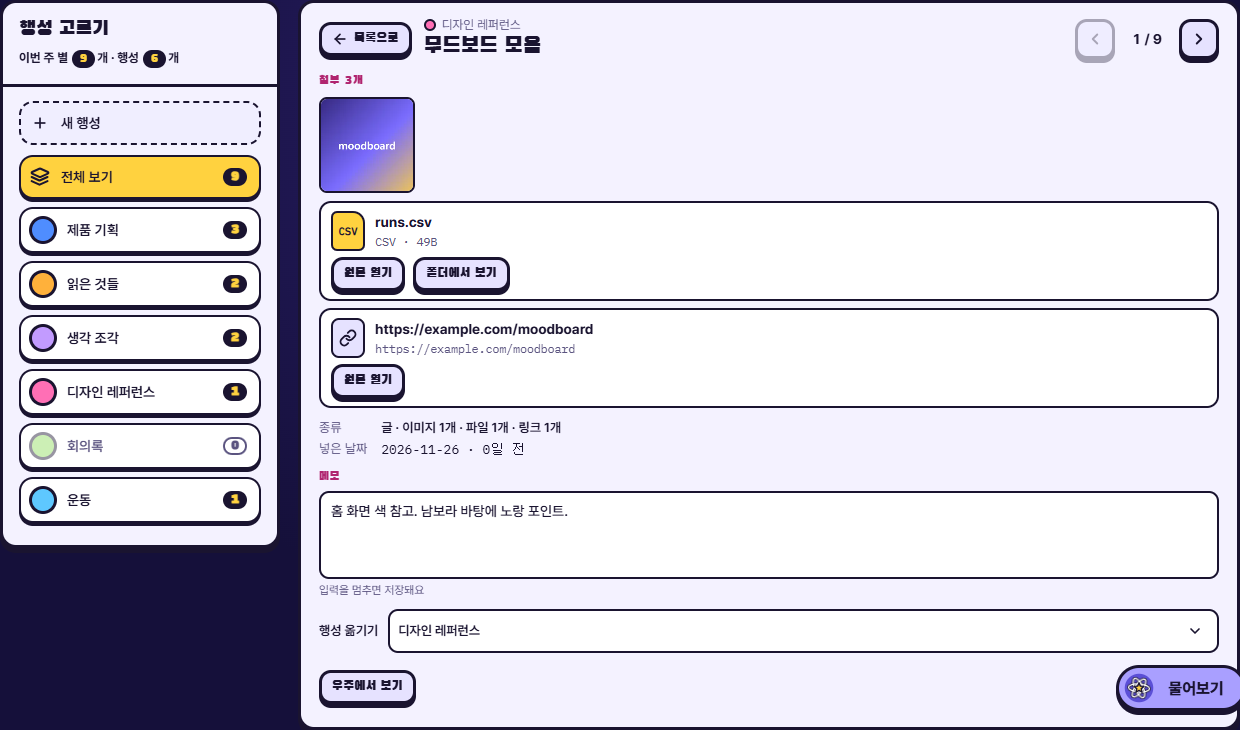 행성 고르기
이번 주 별 9 개 · 행성 6 개
새 행성
전체 보기 9
제품 기획 3
읽은 것들 2
생각 조각 2
디자인 레퍼런스 1
회의록 0
운동 1
목록으로
디자인 레퍼런스
무드보드 모음
1 / 9
첨부 3개
moodboard
CSV
runs.csv
CSV · 49B
원문 열기
폴더에서 보기
https://example.com/moodboard
https://example.com/moodboard
원문 열기
종류 글 · 이미지 1개 · 파일 1개 · 링크 1개
넣은 날짜 2026-11-26 · 0일 전
메모
홈 화면 색 참고. 남보라 바탕에 노랑 포인트.
입력을 멈추면 저장돼요
행성 옮기기 디자인 레퍼런스
우주에서 보기
물어보기